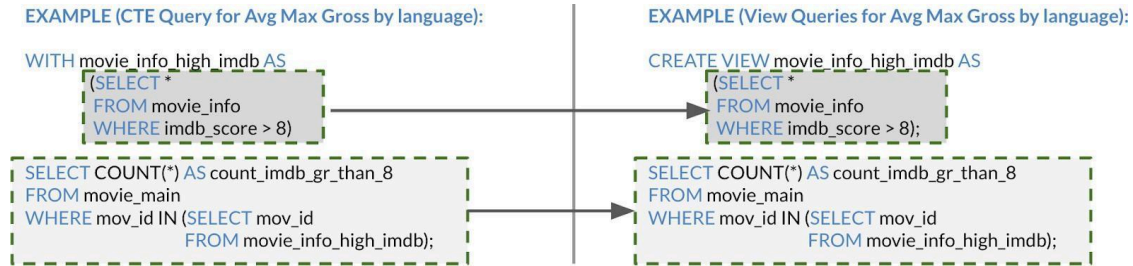 EXAMPLE (CTE Query for Avg Max Gross by language):
WITH movie_info_high_imdb AS
(SELECT *
FROM movie_info
WHERE imdb_score > 8)
SELECT COUNT(*) AS count_imdb_gr_than_8
FROM movie_main
WHERE mov_id IN (SELECT mov_id
FROM movie_info_high_imdb);
EXAMPLE (View Queries for Avg Max Gross by language):
CREATE VIEW movie_info_high_imdb AS
(SELECT *
FROM movie_info
WHERE imdb_score > 8);
SELECT COUNT(*) AS count_imdb_gr_than_8
FROM movie_main
WHERE mov_id IN (SELECT mov_id
FROM movie_info_high_imdb);